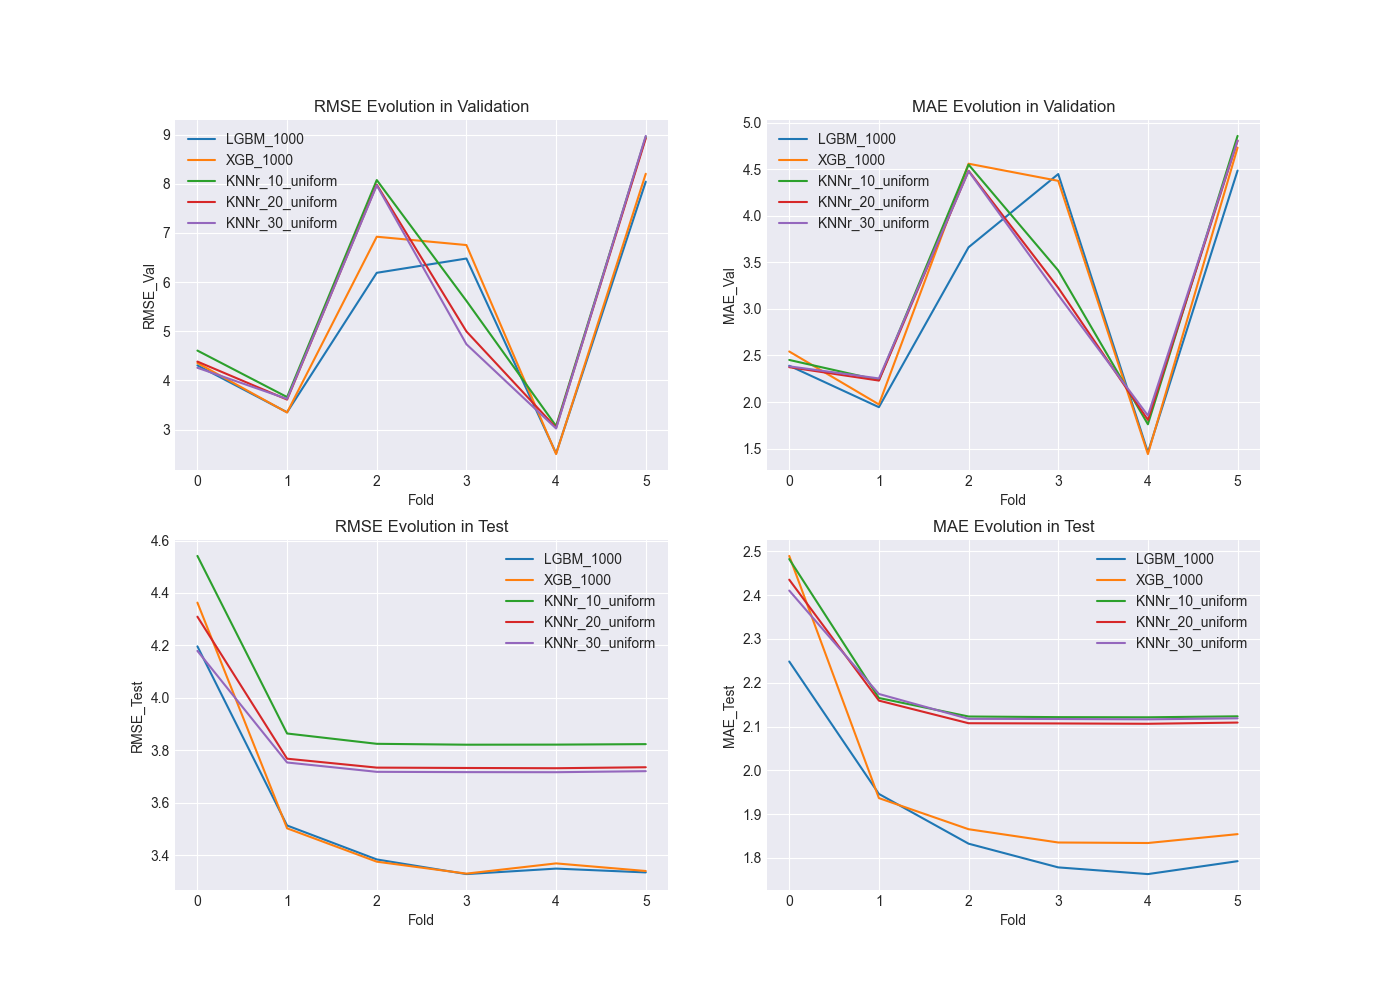 RMSE Evolution in Validation
9
8
7
6
5
4
3
RMSE_Val
LGBM_1000
XGB_1000
KNNr_10_uniform
KNNr_20_uniform
KNNr_30_uniform
0 1 2 3 4 5
Fold
MAE Evolution in Validation
5.0
4.5
4.0
3.5
3.0
2.5
2.0
1.5
MAE_Val
LGBM_1000
XGB_1000
KNNr_10_uniform
KNNr_20_uniform
KNNr_30_uniform
0 1 2 3 4 5
Fold
RMSE Evolution in Test
4.6
4.4
4.2
4.0
3.8
3.6
3.4
RMSE_Test
LGBM_1000
XGB_1000
KNNr_10_uniform
KNNr_20_uniform
KNNr_30_uniform
0 1 2 3 4 5
Fold
MAE Evolution in Test
2.5
2.4
2.3
2.2
2.1
2.0
1.9
1.8
MAE_Test
LGBM_1000
XGB_1000
KNNr_10_uniform
KNNr_20_uniform
KNNr_30_uniform
0 1 2 3 4 5
Fold